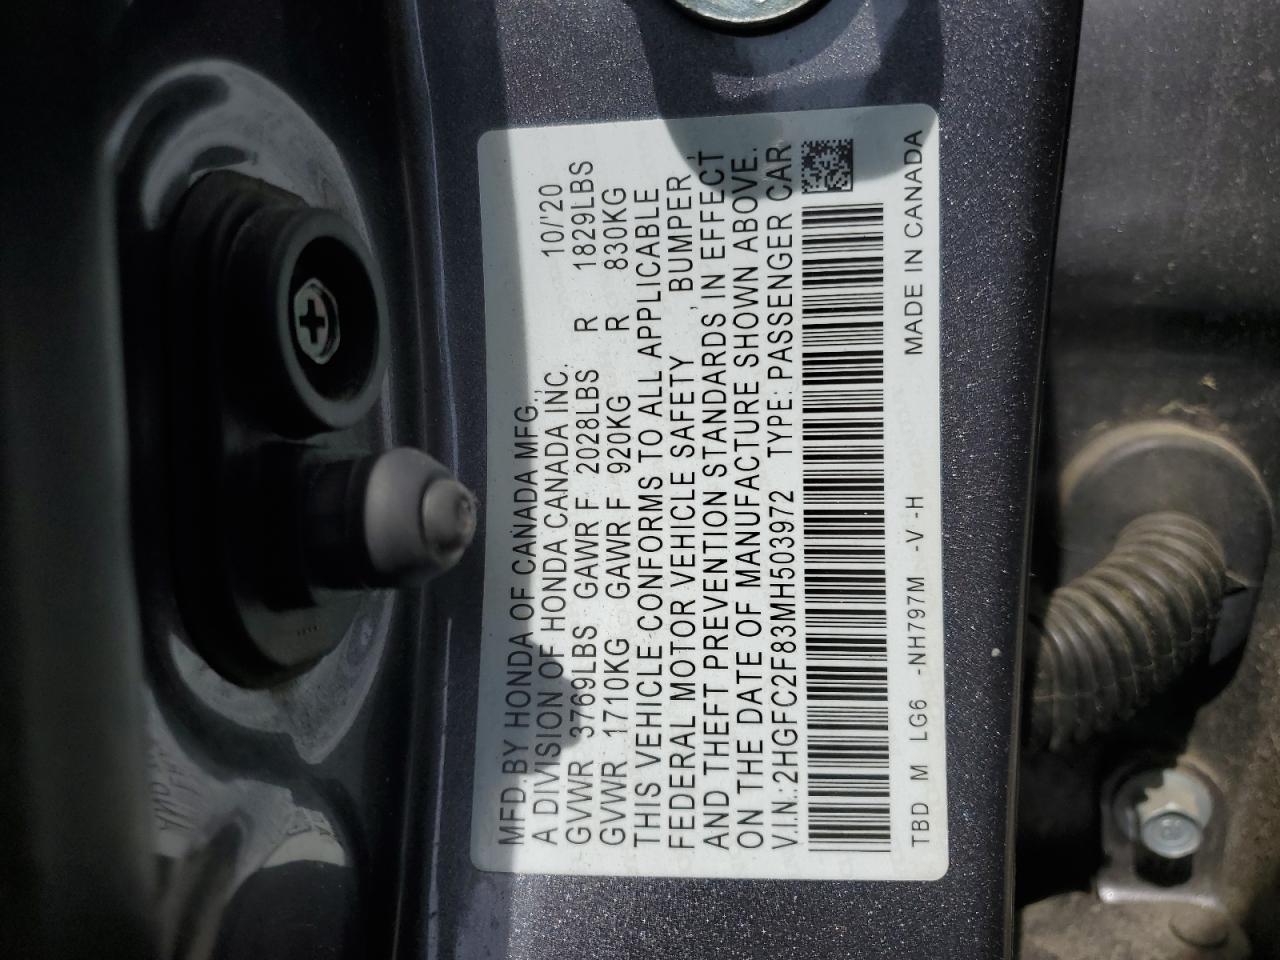 MFD. BY HONDA OF CANADA MFG., 10/'20
A DIVISION OF HONDA CANADA INC.
GVWR 3769LBS GAWR F 2028LBS R 1829LBS
GVWR 1710KG GAWR F 920KG R 830KG
THIS VEHICLE CONFORMS TO ALL APPLICABLE
FEDERAL MOTOR VEHICLE SAFETY , BUMPER ,
AND THEFT PREVENTION STANDARDS IN EFFECT
ON THE DATE OF MANUFACTURE SHOWN ABOVE.
V.I.N.: 2HGFC2F83MH503972 TYPE: PASSENGER CAR
TBD M LG6 -NH797M -V -H MADE IN CANADA